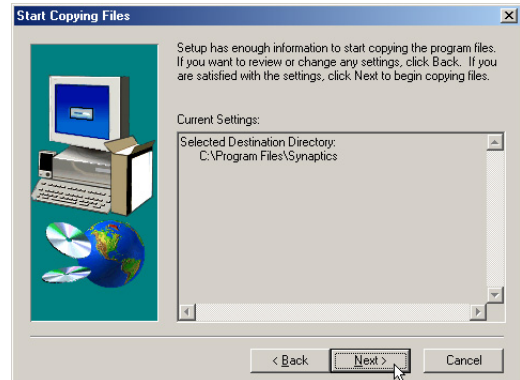 Start Copying Files
Setup has enough information to start copying the program files.
If you want to review or change any settings, click Back. If you
are satisfied with the settings, click Next to begin copying files.
Current Settings:
Selected Destination Directory:
C:\Program Files\Synaptics
< Back
Next >
Cancel